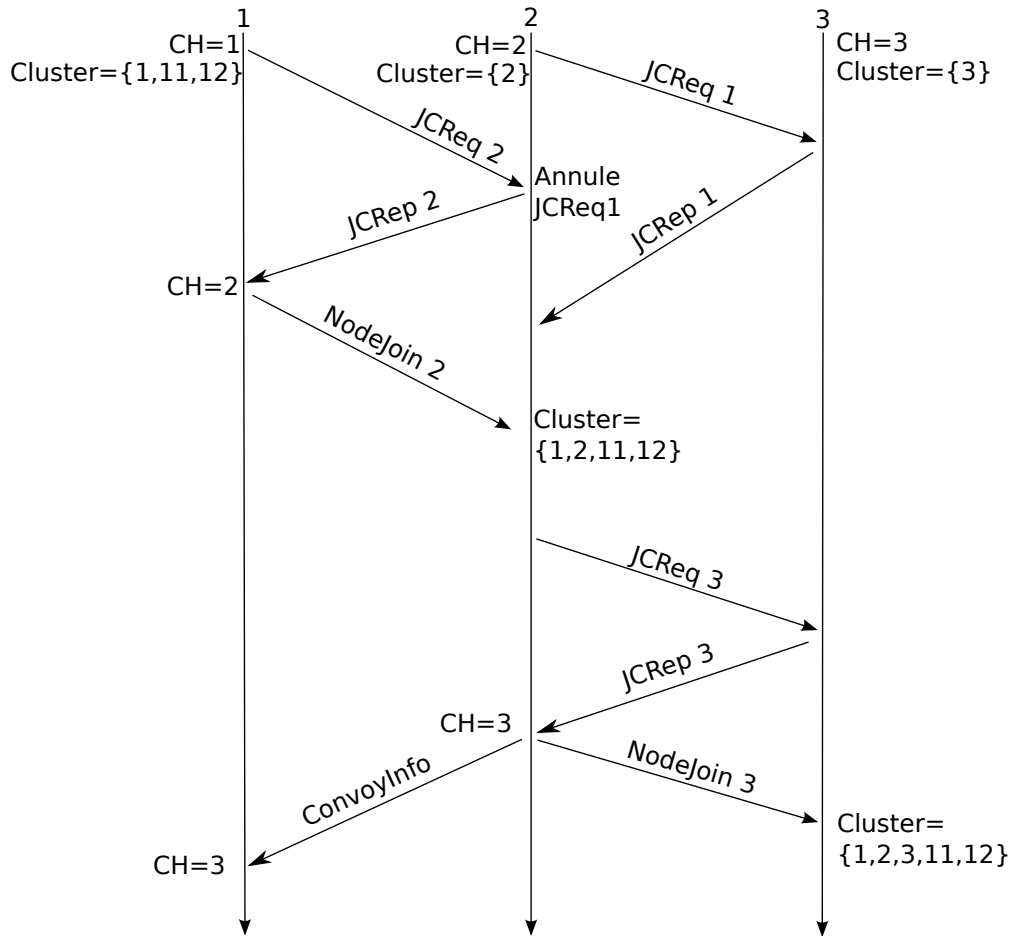 1
2
3
CH=1
Cluster={1,11,12}
CH=2
Cluster={2}
CH=3
Cluster={3}
JCReq 1
JCReq 2
Annule
JCReq1
JCRep 2
JCRep 1
CH=2
NodeJoin 2
Cluster=
{1,2,11,12}
JCReq 3
JCRep 3
CH=3
NodeJoin 3
ConvoyInfo
Cluster=
{1,2,3,11,12}
CH=3